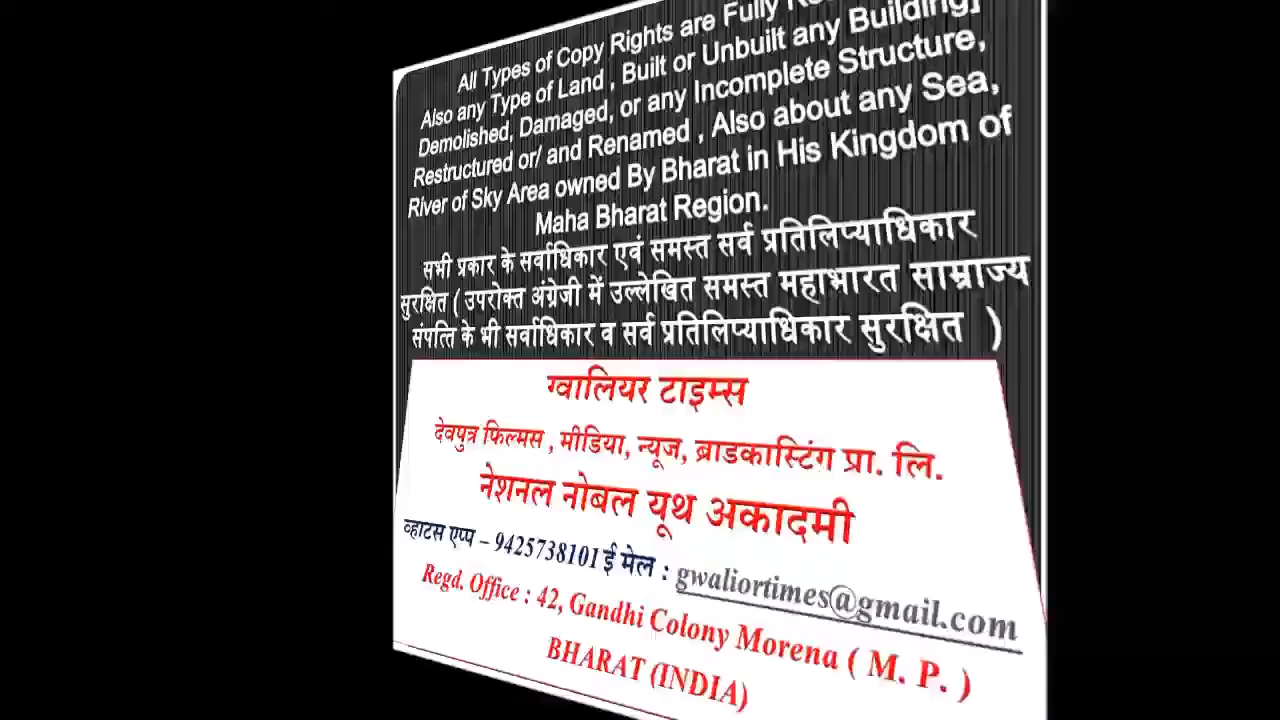 All Types of Copy Rights are Fully
Also any Type of Land , Built or Unbuilt any Building]
Demolished, Damaged, or any Incomplete Structure,
Restructured or/ and Renamed , Also about any Sea,
River of Sky Area owned By Bharat in His Kingdom of
Maha Bharat Region.
सभी प्रकार के सर्वाधिकार एवं समस्त सर्व प्रतिलिप्याधिकार
सुरक्षित ( उपरोक्त अंग्रेजी में उल्लेखित समस्त महाभारत साम्राज्य
संपत्ति के भी सर्वाधिकार व सर्व प्रतिलिप्याधिकार सुरक्षित )
ग्वालियर टाइम्स
देवपुत्र फिल्मस , मीडिया, न्यूज, ब्राडकास्टिंग प्रा. लि.
नेशनल नोबल यूथ अकादमी
व्हाटस एप्प – 9425738101 ई मेल : gwaliortimes@gmail.com
Regd. Office : 42, Gandhi Colony Morena ( M. P. )
BHARAT (INDIA)